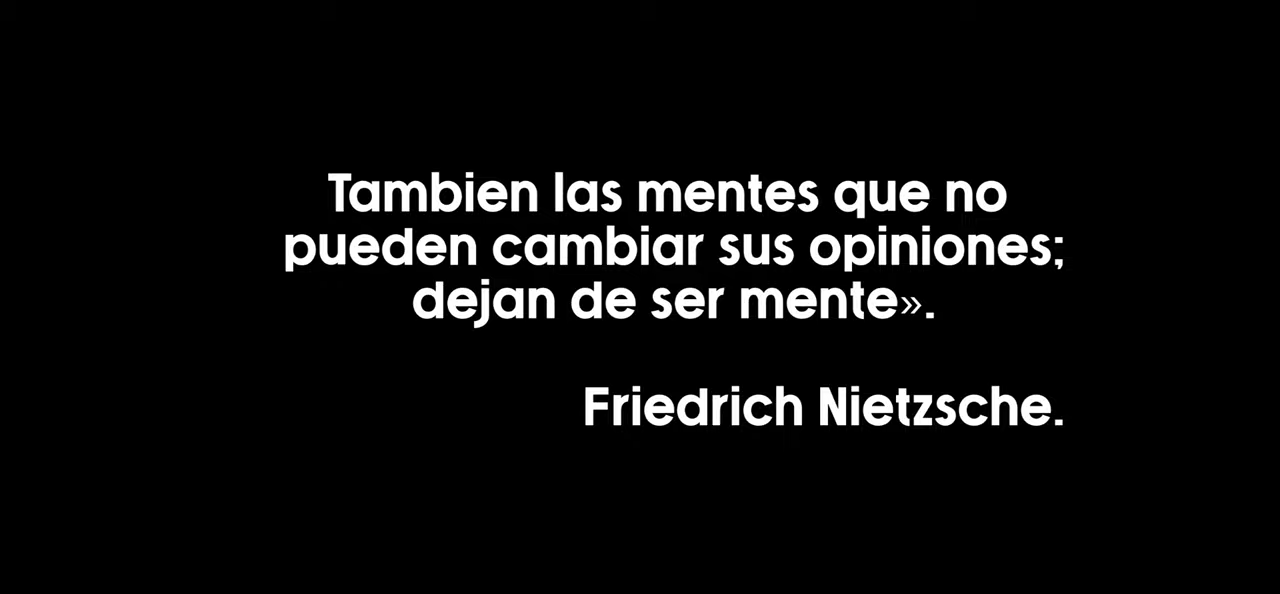 Tambien las mentes que no
pueden cambiar sus opiniones;
dejan de ser mente».
Friedrich Nietzsche.